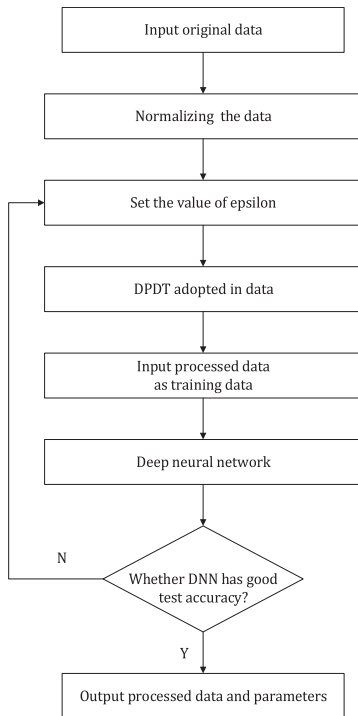 Input original data
Normalizing the data
Set the value of epsilon
DPDT adopted in data
Input processed data
as training data
Deep neural network
N
Whether DNN has good
test accuracy?
Y
Output processed data and parameters